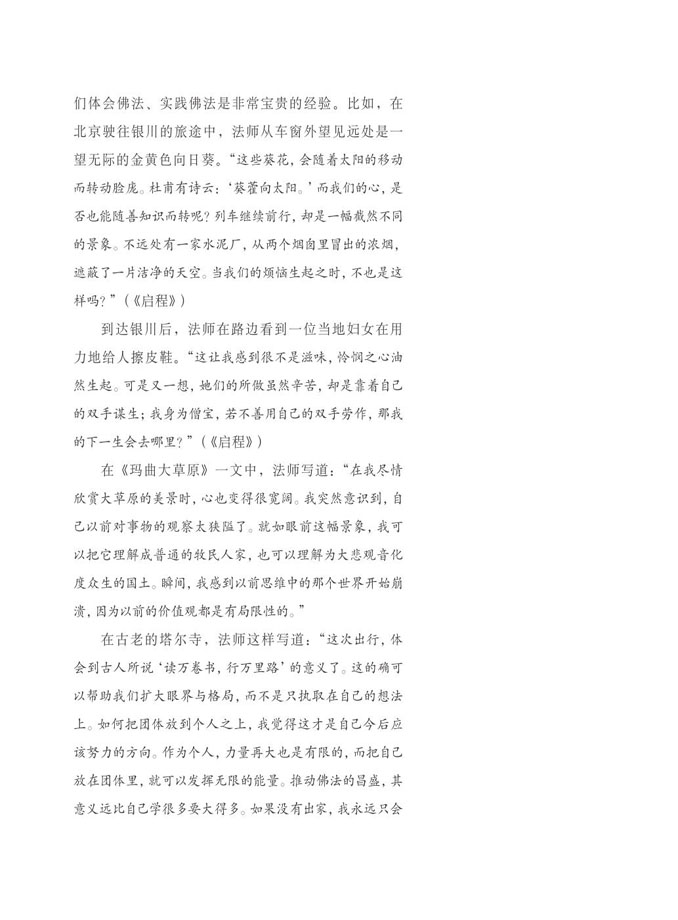 们体会佛法、实践佛法是非常宝贵的经验。比如，在
北京驶往银川的旅途中，法师从车窗外望见远处是一
望无际的金黄色向日葵。“这些葵花，会随着太阳的移动
而转动脸庞。杜甫有诗云：‘葵藿向太阳。’而我们的心，是
否也能随善知识而转呢？列车继续前行，却是一幅截然不同
的景象。不远处有一家水泥厂，从两个烟囱里冒出的浓烟，
遮蔽了一片洁净的天空。当我们的烦恼生起之时，不也是这
样吗？”（《启程》）
到达银川后，法师在路边看到一位当地妇女在用
力地给人擦皮鞋。“这让我感到很不是滋味，怜悯之心油
然生起。可是又一想，她们的所做虽然辛苦，却是靠着自己
的双手谋生；我身为僧宝，若不善用自己的双手劳作，那我
的下一生会去哪里？”（《启程》）
在《玛曲大草原》一文中，法师写道：“在我尽情
欣赏大草原的美景时，心也变得很宽阔。我突然意识到，自
己以前对事物的观察太狭隘了。就如眼前这幅景象，我可
以把它理解成普通的牧民人家，也可以理解为大悲观音化
度众生的国土。瞬间，我感到以前思维中的那个世界开始崩
溃，因为以前的价值观都是有局限性的。”
在古老的塔尔寺，法师这样写道：“这次出行，体
会到古人所说‘读万卷书，行万里路’的意义了。这的确可
以帮助我们扩大眼界与格局，而不是只执取在自己的想法
上。如何把团体放到个人之上，我觉得这才是自己今后应
该努力的方向。作为个人，力量再大也是有限的，而把自己
放在团体里，就可以发挥无限的能量。推动佛法的昌盛，其
意义远比自己学很多要大得多。如果没有出家，我永远只会